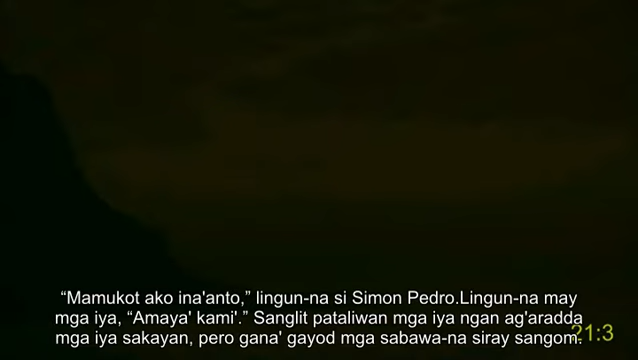 “Mamukot ako ina'anto,” lingun-na si Simon Pedro.Lingun-na may
mga iya, “Amaya' kami'.” Sanglit pataliwan mga iya ngan ag'aradda
mga iya sakayan, pero gana' gayod mga sabawa-na siray sangom.
21:3